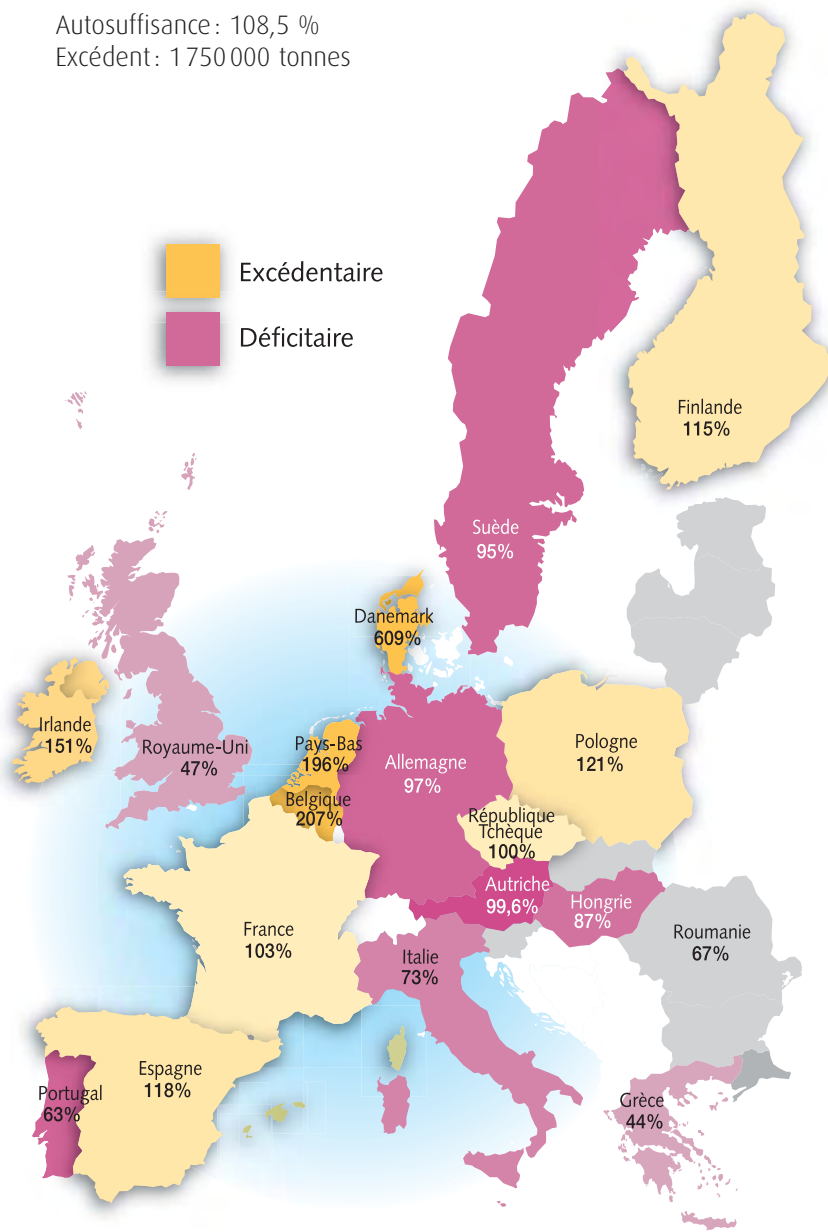 Autosuffisance : 108,5 %
Excédent : 1 750 000 tonnes
Excédentaire
Déficitaire
Finlande
115%
Suède
95%
Danemark
609%
Irlande
151%
Royaume-Uni
47%
Pays-Bas
196%
Belgique
207%
Allemagne
97%
Pologne
121%
République
Tchèque
100%
Autriche
99,6%
Hongrie
87%
Roumanie
67%
France
103%
Italie
73%
Espagne
118%
Portugal
63%
Grèce
44%